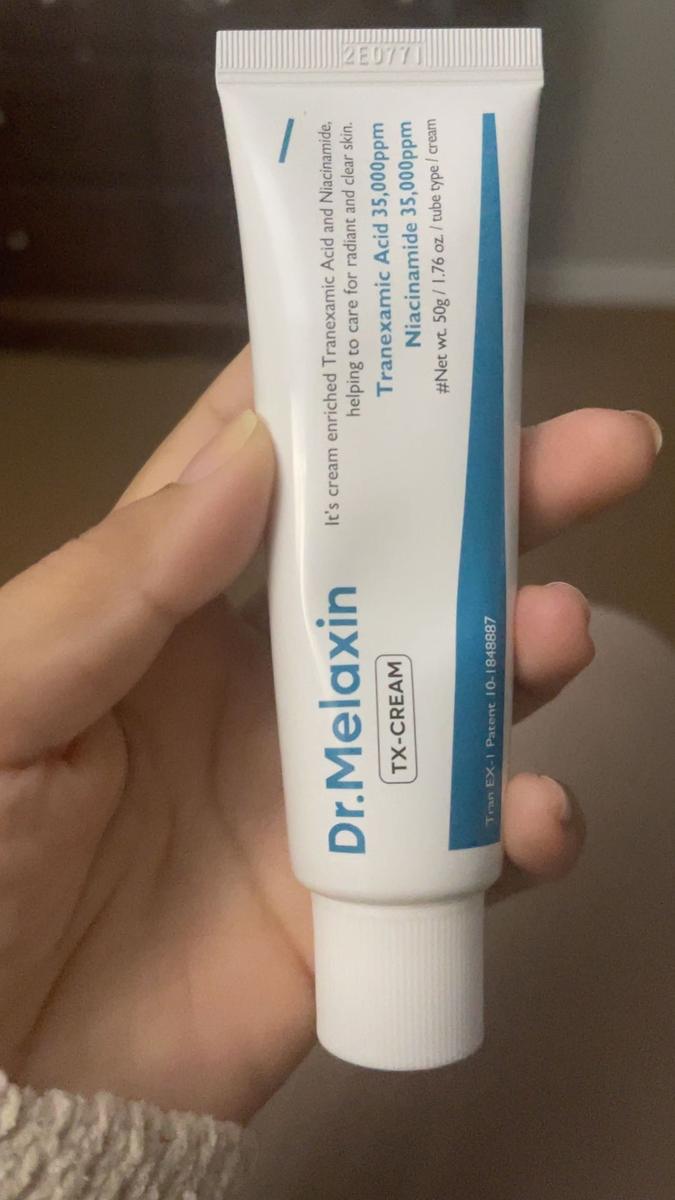 2E0771
Dr.Melaxin
TX-CREAM
It's cream enriched Tranexamic Acid and Niacinamide,
helping to care for radiant and clear skin.
Tranexamic Acid 35,000ppm
Niacinamide 35,000ppm
#Net wt. 50g / 1.76 oz. / tube type / cream
Tran EX-1 Patent 10-1848887